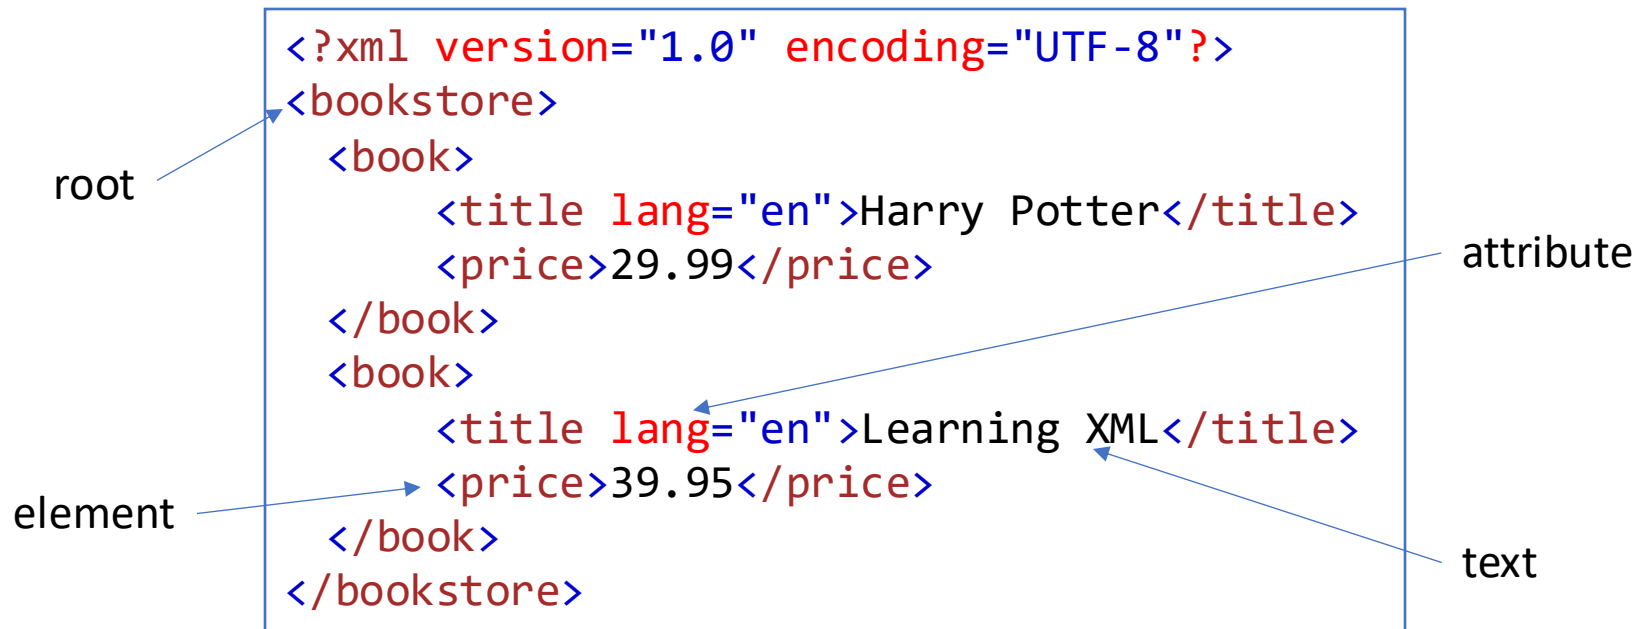 <?xml version="1.0" encoding="UTF-8"?>
<bookstore>
<book>
root
<title lang="en">Harry Potter</title>
<price>29.99</price>
attribute
</book>
<book>
<title lang="en">Learning XML</title>
<price>39.95</price>
element
</book>
text
</bookstore>